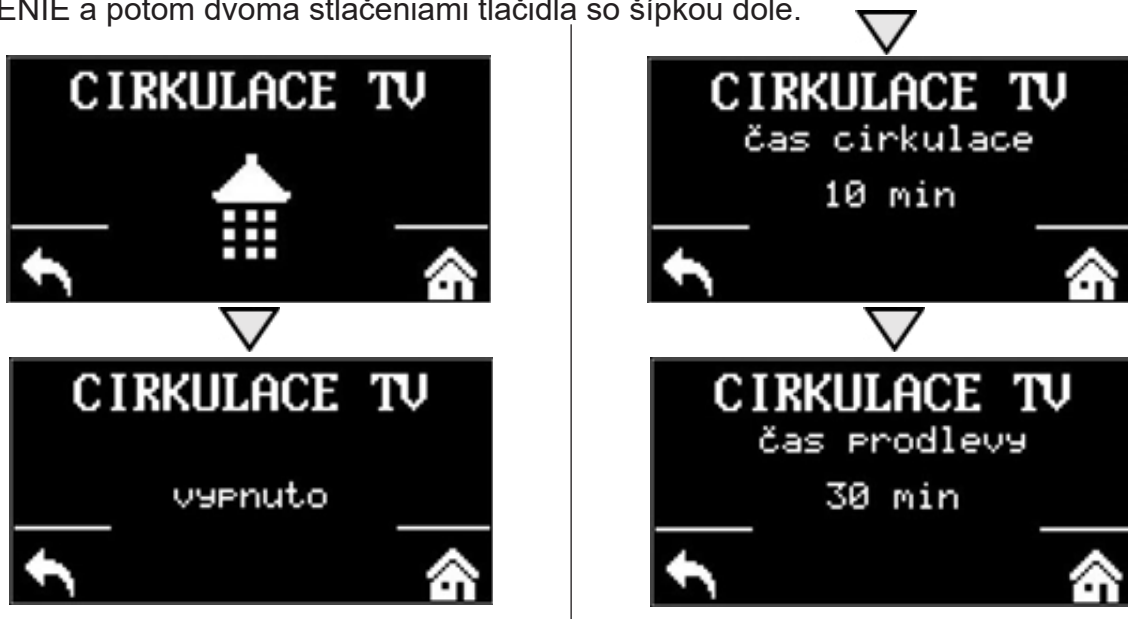 ENIE a potom dvoma stlačeniami tlačidla so šípkou dole.
CIRKULACE TV
CIRKULACE TV
vypnuto
CIRKULACE TV
čas cirkulace
10 min
CIRKULACE TV
čas prodlevy
30 min